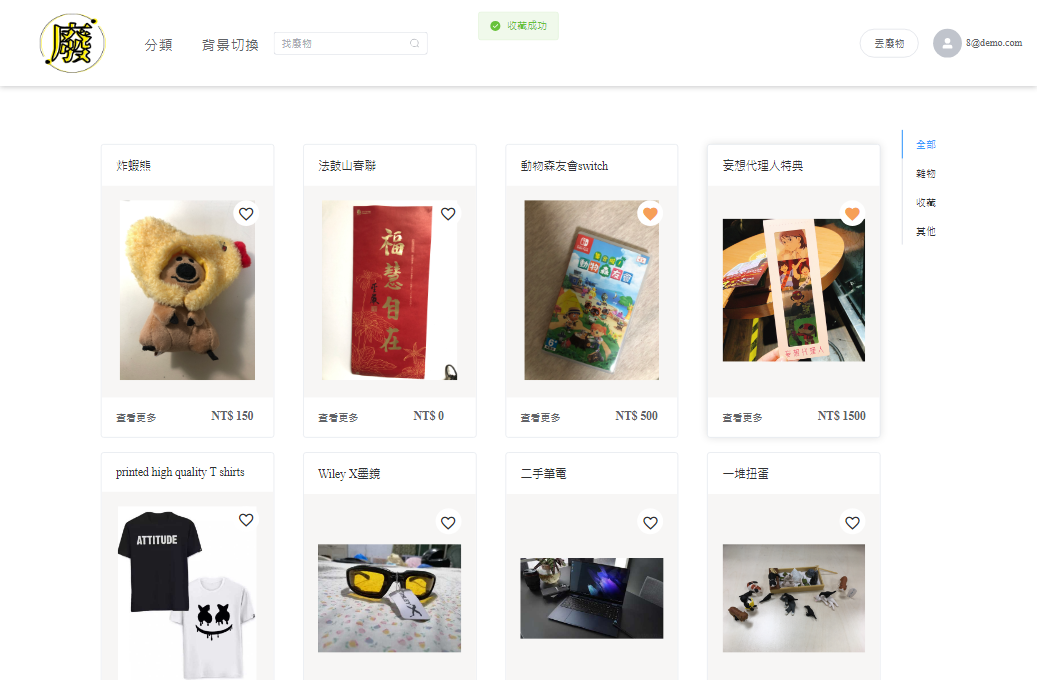 廢
分類
背景切換
找廢物
收藏成功
丟廢物
8@demo.com
全部
雜物
收藏
其他
炸蝦熊
法鼓山春聯
動物森友會switch
妄想代理人特典
福慧自在
動物森友會
妄想代理人
查看更多
NT$ 150
查看更多
NT$ 0
查看更多
NT$ 500
查看更多
NT$ 1500
printed high quality T shirts
Wiley X墨鏡
二手筆電
一堆扭蛋
ATTITUDE